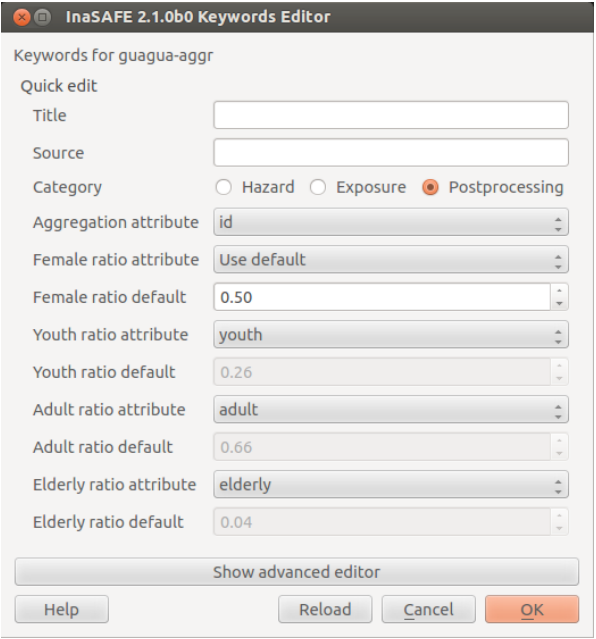 InaSAFE 2.1.0b0 Keywords Editor
Keywords for guagua-aggr
Quick edit
Title
Source
Category Hazard Exposure Postprocessing
Aggregation attribute id
Female ratio attribute Use default
Female ratio default 0.50
Youth ratio attribute youth
Youth ratio default 0.26
Adult ratio attribute adult
Adult ratio default 0.66
Elderly ratio attribute elderly
Elderly ratio default 0.04
Show advanced editor
Help Reload Cancel OK